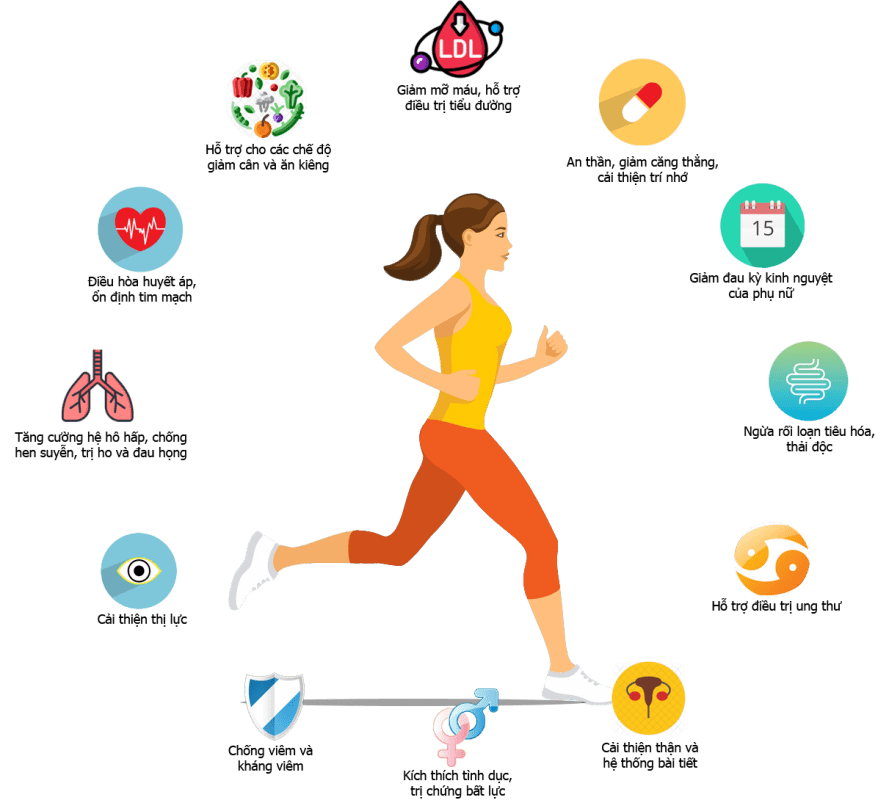 LDL
Giảm mỡ máu, hỗ trợ
điều trị tiểu đường
Hỗ trợ cho các chế độ
giảm cân và ăn kiêng
An thần, giảm căng thẳng,
cải thiện trí nhớ
15
Điều hòa huyết áp,
ổn định tim mạch
Giảm đau kỳ kinh nguyệt
của phụ nữ
Tăng cường hệ hô hấp, chống
hen suyễn, trị ho và đau họng
Ngừa rối loạn tiêu hóa,
thải độc
Cải thiện thị lực
Hỗ trợ điều trị ung thư
Chống viêm và
kháng viêm
Kích thích tình dục,
trị chứng bất lực
Cải thiện thận và
hệ thống bài tiết